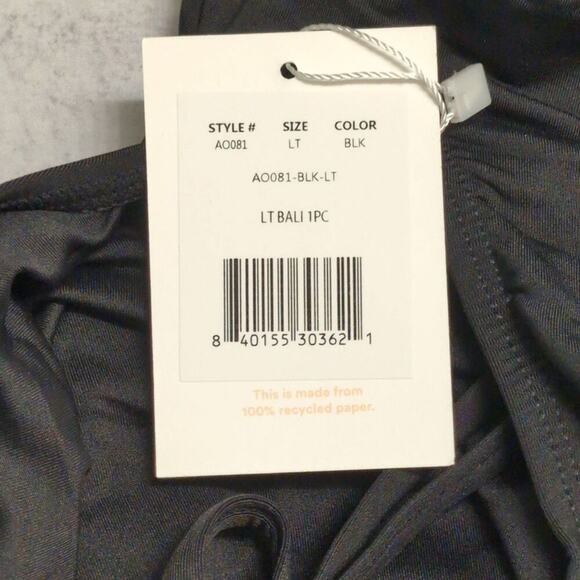 STYLE # SIZE COLOR
AO081 LT BLK
AO081-BLK-LT
LT BALI 1PC
8 40155 30362 1
This is made from
100% recycled paper.